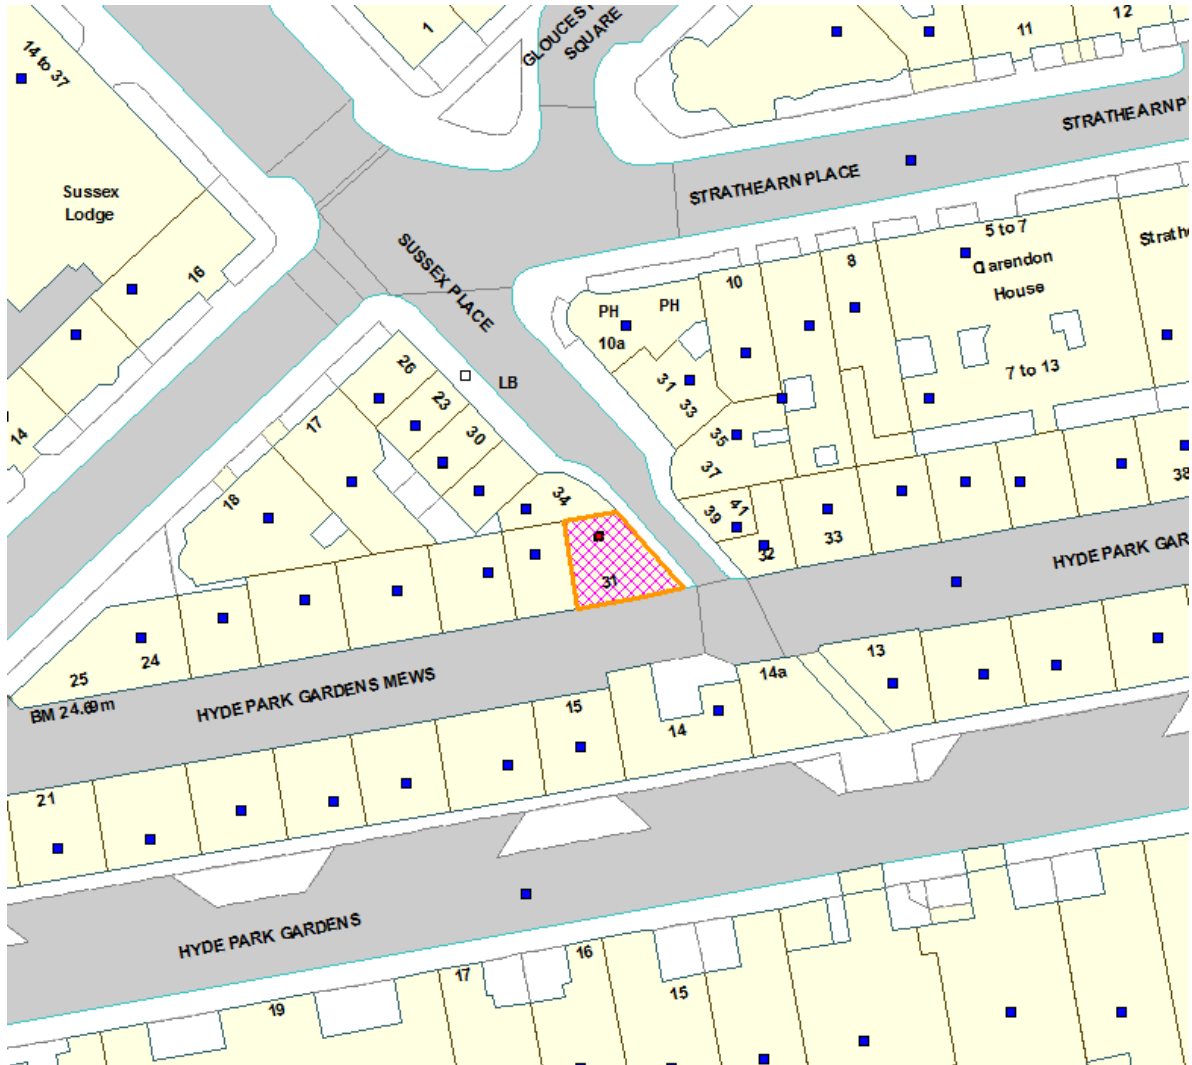 1
GLOUCEST
SQUARE
11
12
14 to 37
STRATHEARN P
STRATHEARN PLACE
Sussex
Lodge
16
SUSSEX PLACE
5 to 7
Clarendon
House
Strathe
8
10
PH
PH
10a
7 to 13
31
33
35
37
LB
26
23
30
34
17
18
14
39
41
32
33
38
HYDE PARK GAR
31
25
24
BM 24.69m
HYDE PARK GARDENS MEWS
13
14a
14
15
21
HYDE PARK GARDENS
19
17
16
15